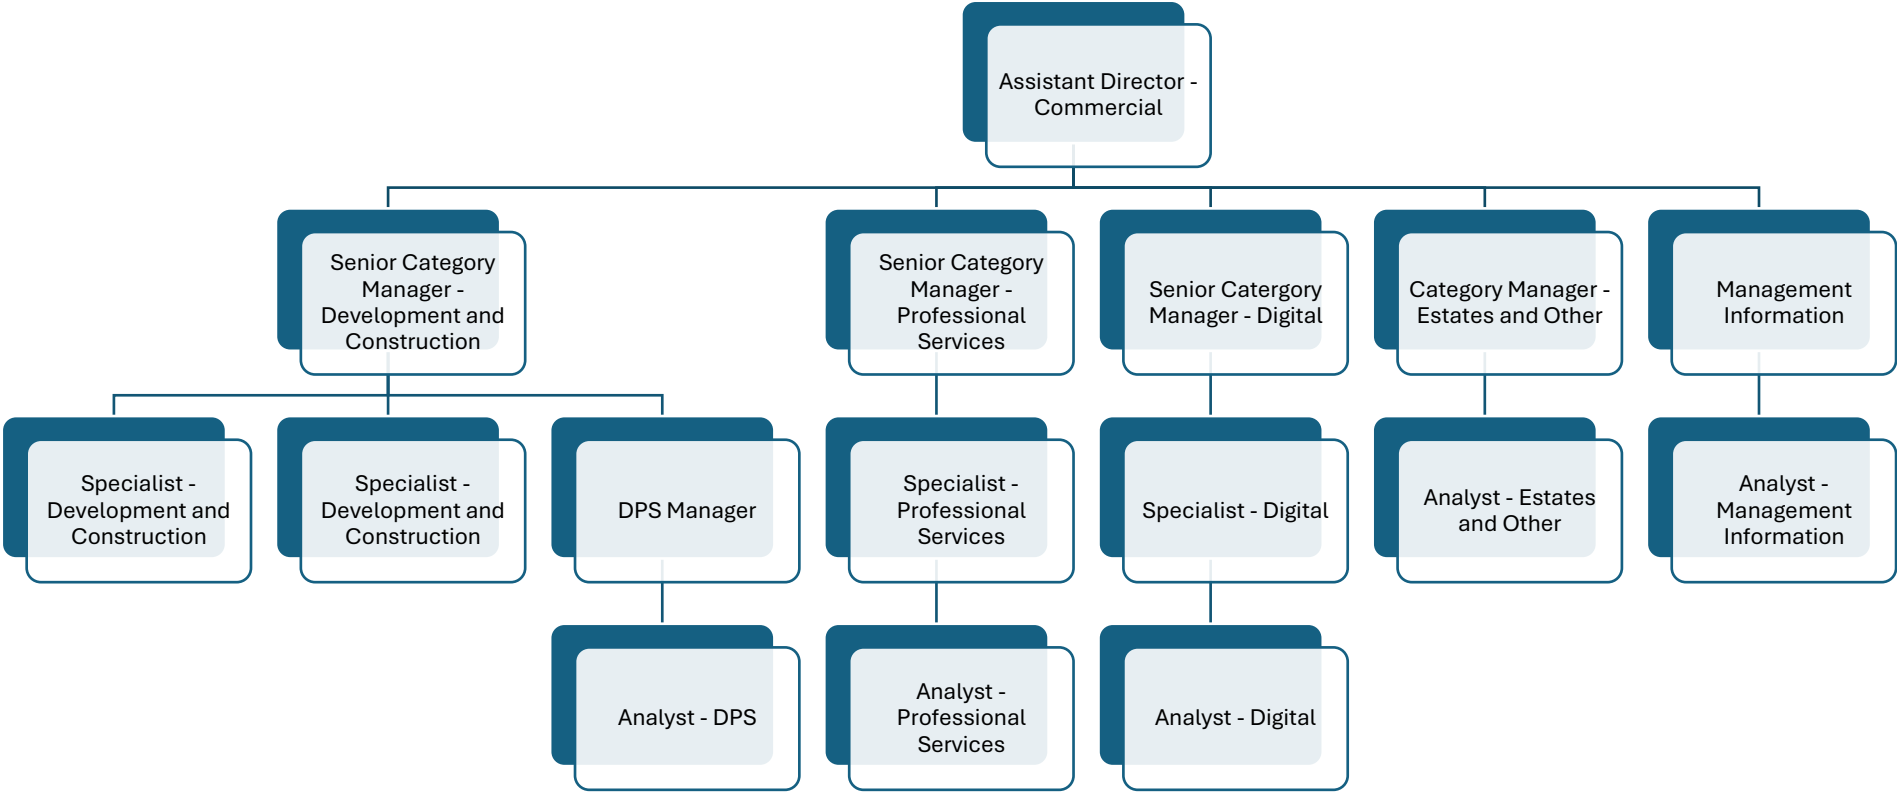 Assistant Director -
Commercial
Senior Category
Manager -
Development and
Construction
Senior Category
Manager -
Professional
Services
Senior Catergory
Manager - Digital
Category Manager -
Estates and Other
Management
Information
Specialist -
Development and
Construction
Specialist -
Development and
Construction
DPS Manager
Specialist -
Professional
Services
Specialist - Digital
Analyst - Estates
and Other
Analyst -
Management
Information
Analyst - DPS
Analyst -
Professional
Services
Analyst - Digital